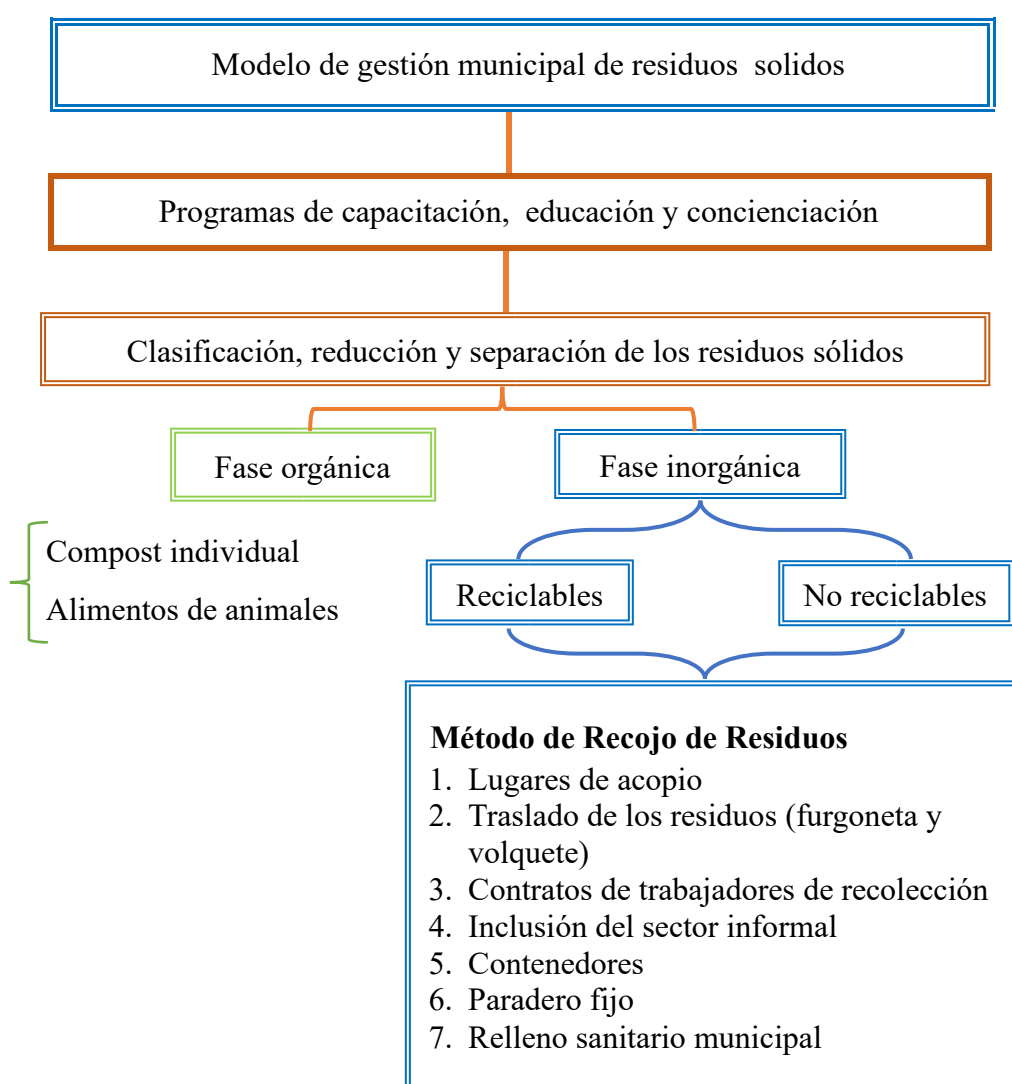 Modelo de gestión municipal de residuos solidos
Programas de capacitación, educación y concienciación
Clasificación, reducción y separación de los residuos sólidos
Fase orgánica
Fase inorgánica
Compost individual
Alimentos de animales
Reciclables
No reciclables
Método de Recojo de Residuos
1. Lugares de acopio
2. Traslado de los residuos (furgoneta y
volquete)
3. Contratos de trabajadores de recolección
4. Inclusión del sector informal
5. Contenedores
6. Paradero fijo
7. Relleno sanitario municipal